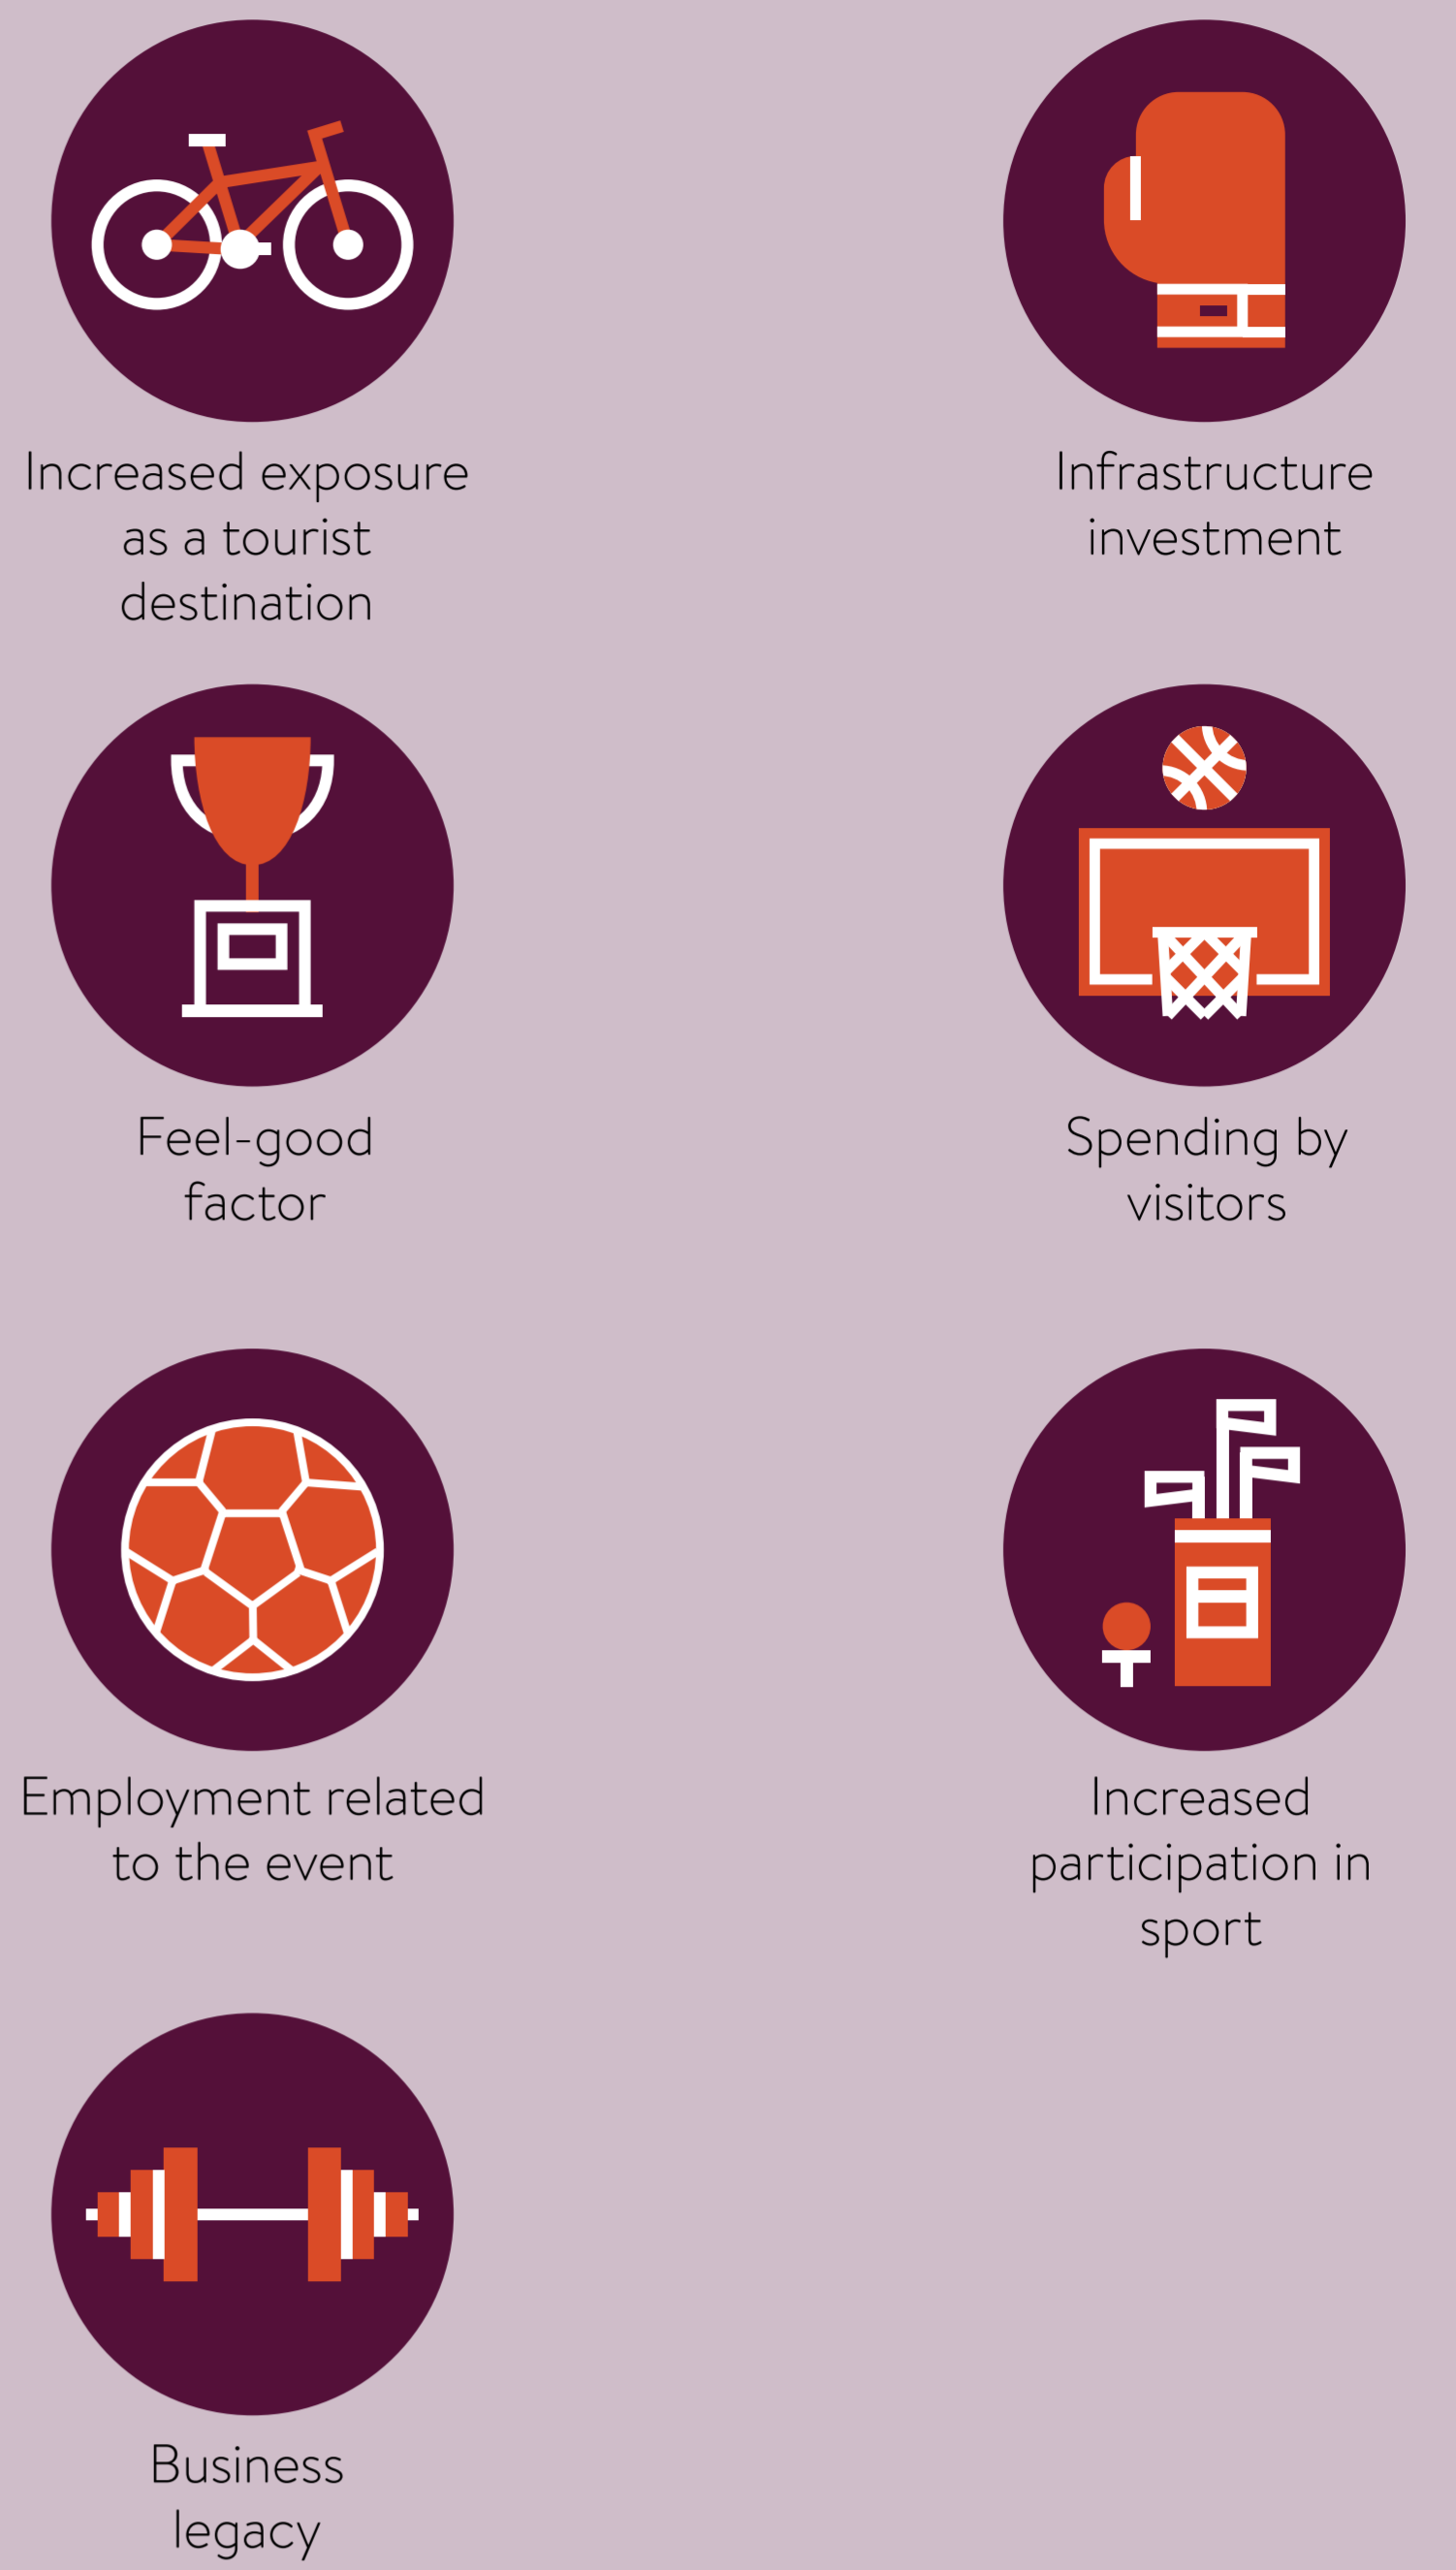 Increased exposure
as a tourist
destination
Infrastructure
investment
Feel-good
factor
Spending by
visitors
Employment related
to the event
Increased
participation in
sport
Business
legacy